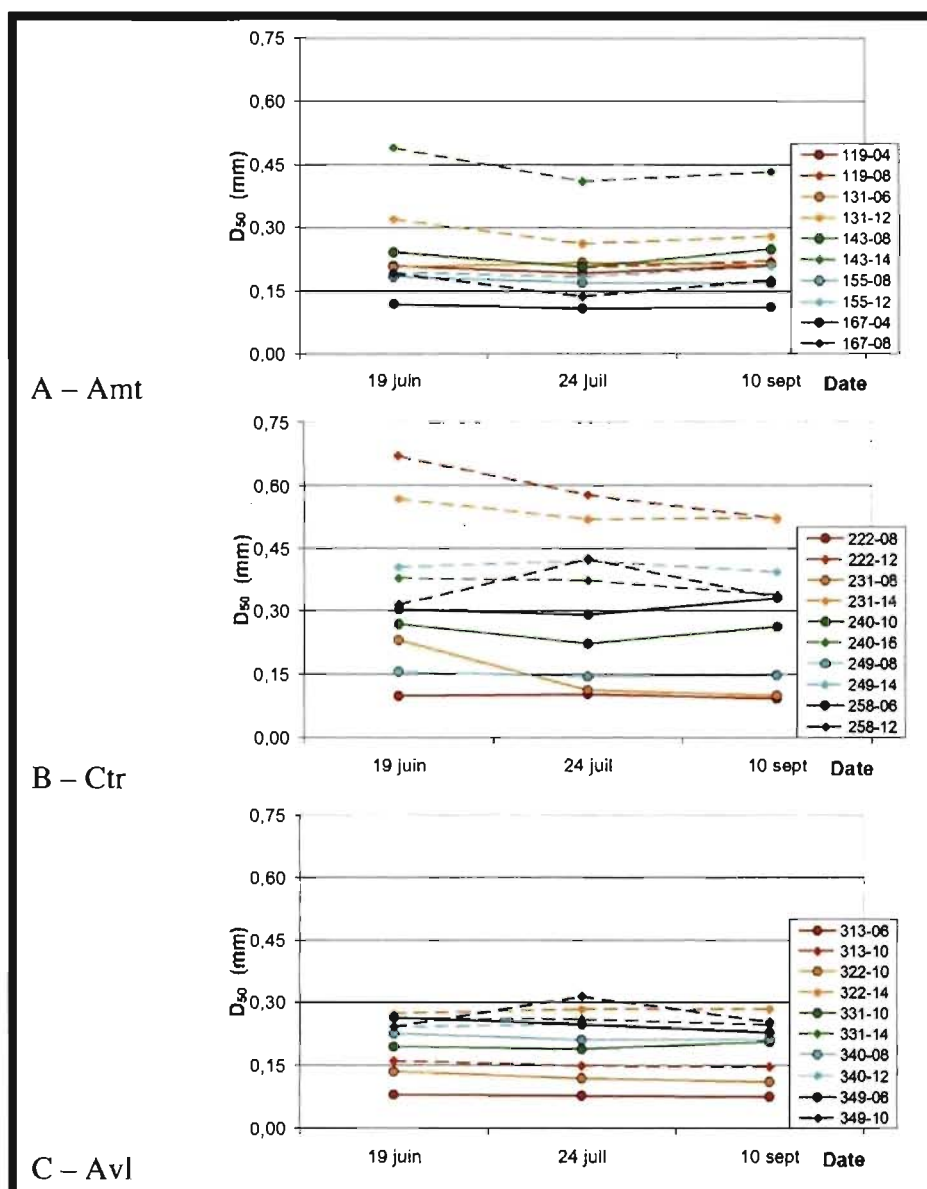 0,75
0,60
0,45
0,30
0,15
0,00
D50 (mm)
19 juin
24 juil
10 sept
Date
119-04
119-08
131-06
131-12
143-08
143-14
155-08
155-12
167-04
167-08
A – Amt
0,75
0,60
0,45
0,30
0,15
0,00
D50 (mm)
19 juin
24 juil
10 sept
Date
222-08
222-12
231-08
231-14
240-10
240-16
249-08
249-14
258-06
258-12
B – Ctr
0,75
0,60
0,45
0,30
0,15
0,00
D50 (mm)
19 juin
24 juil
10 sept
Date
313-06
313-10
322-10
322-14
331-10
331-14
340-08
340-12
349-06
349-10
C – Avl